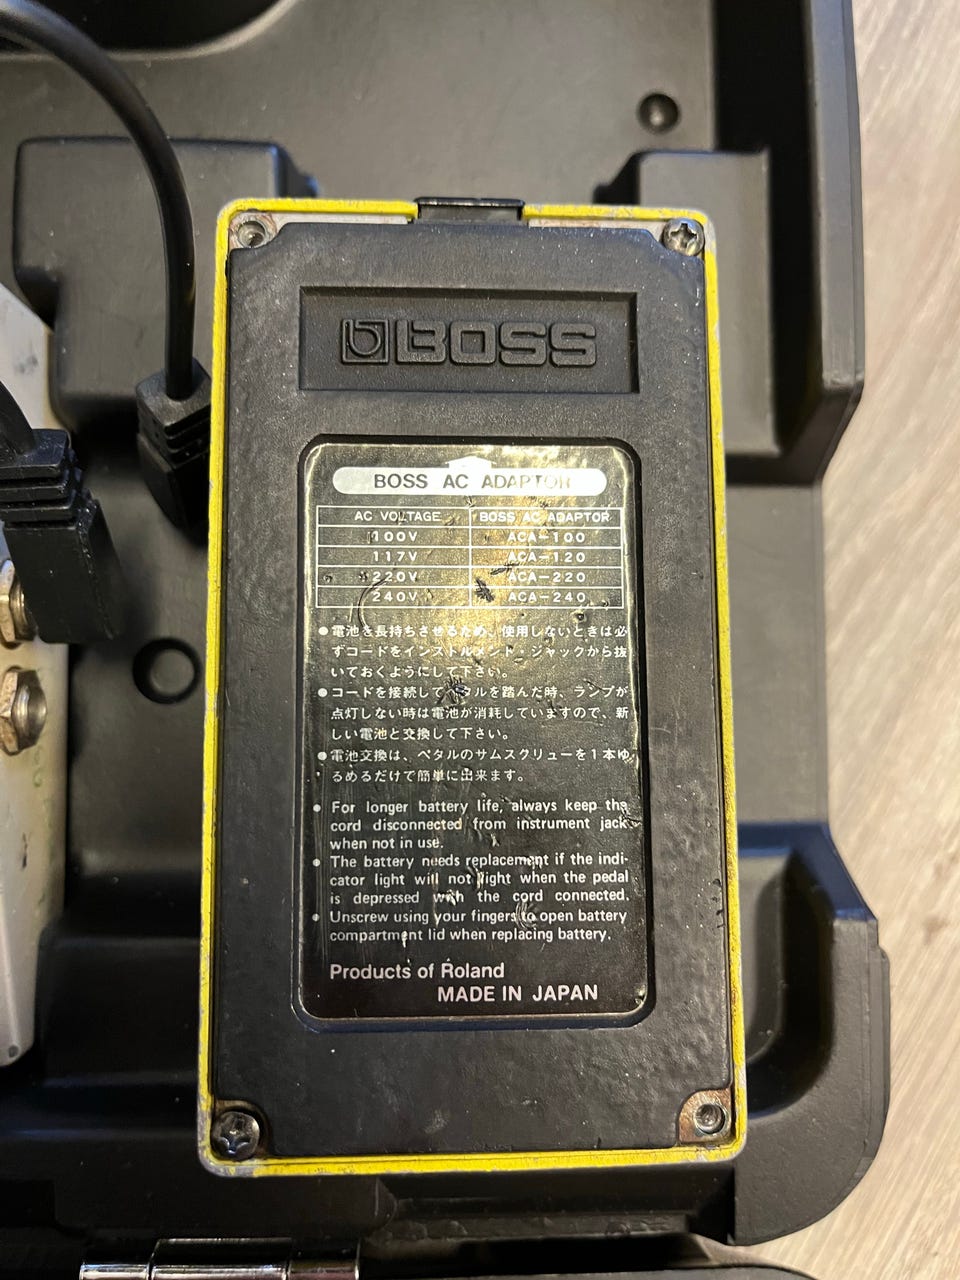 BOSS
BOSS AC ADAPTOR
AC VOLTAGE BOSS AC ADAPTOR
100V ACA-100
117V ACA-120
220V ACA-220
240V ACA-240
●電池を長持ちさせるため、使用しないときは必
ずコードをインストルメント・ジャックから抜
いておくようにして下さい。
●コードを接続してペタルを踏んだ時、ランプが
点灯しない時は電池が消耗していますので、新
しい電池と交換して下さい。
●電池交換は、ペタルのサムスクリューを1本ゆ
るめるだけで簡単に出来ます。
● For longer battery life, always keep the
cord disconnected from instrument jack
when not in use.
● The battery needs replacement if the indi-
cator light will not light when the pedal
is depressed with the cord connected.
● Unscrew using your fingers to open battery
compartment lid when replacing battery.
Products of Roland
MADE IN JAPAN